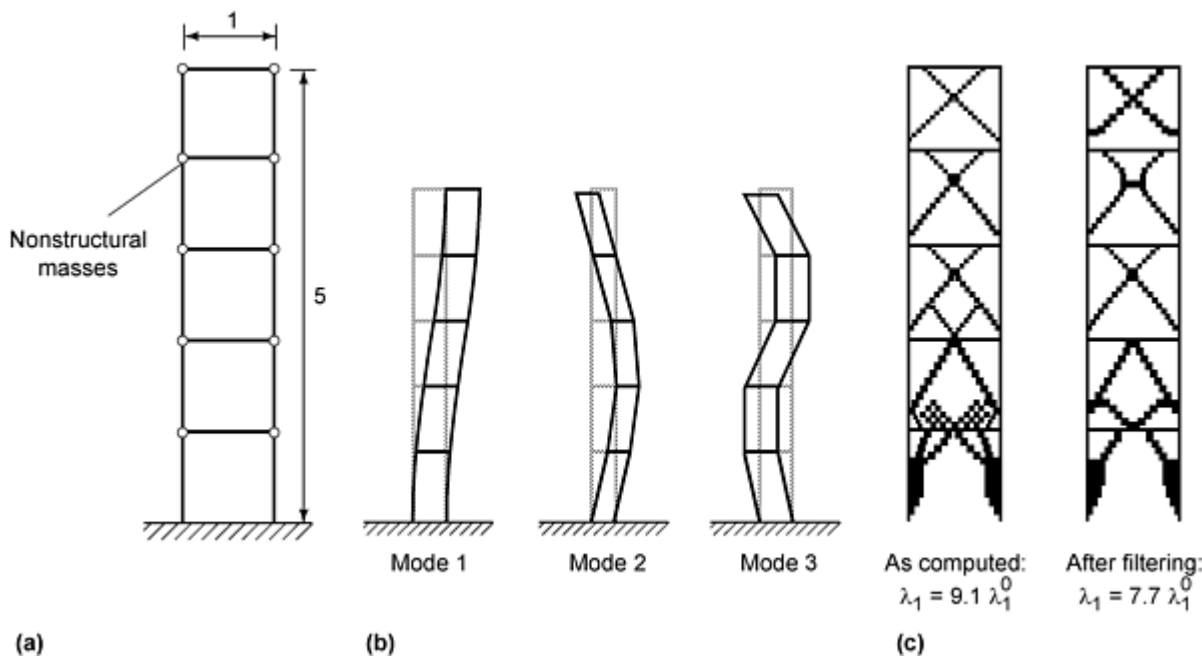 1
5
Nonstructural
masses
Mode 1
Mode 2
Mode 3
As computed:
λ₁ = 9.1 λ₁⁰
After filtering:
λ₁ = 7.7 λ₁⁰
(a)
(b)
(c)